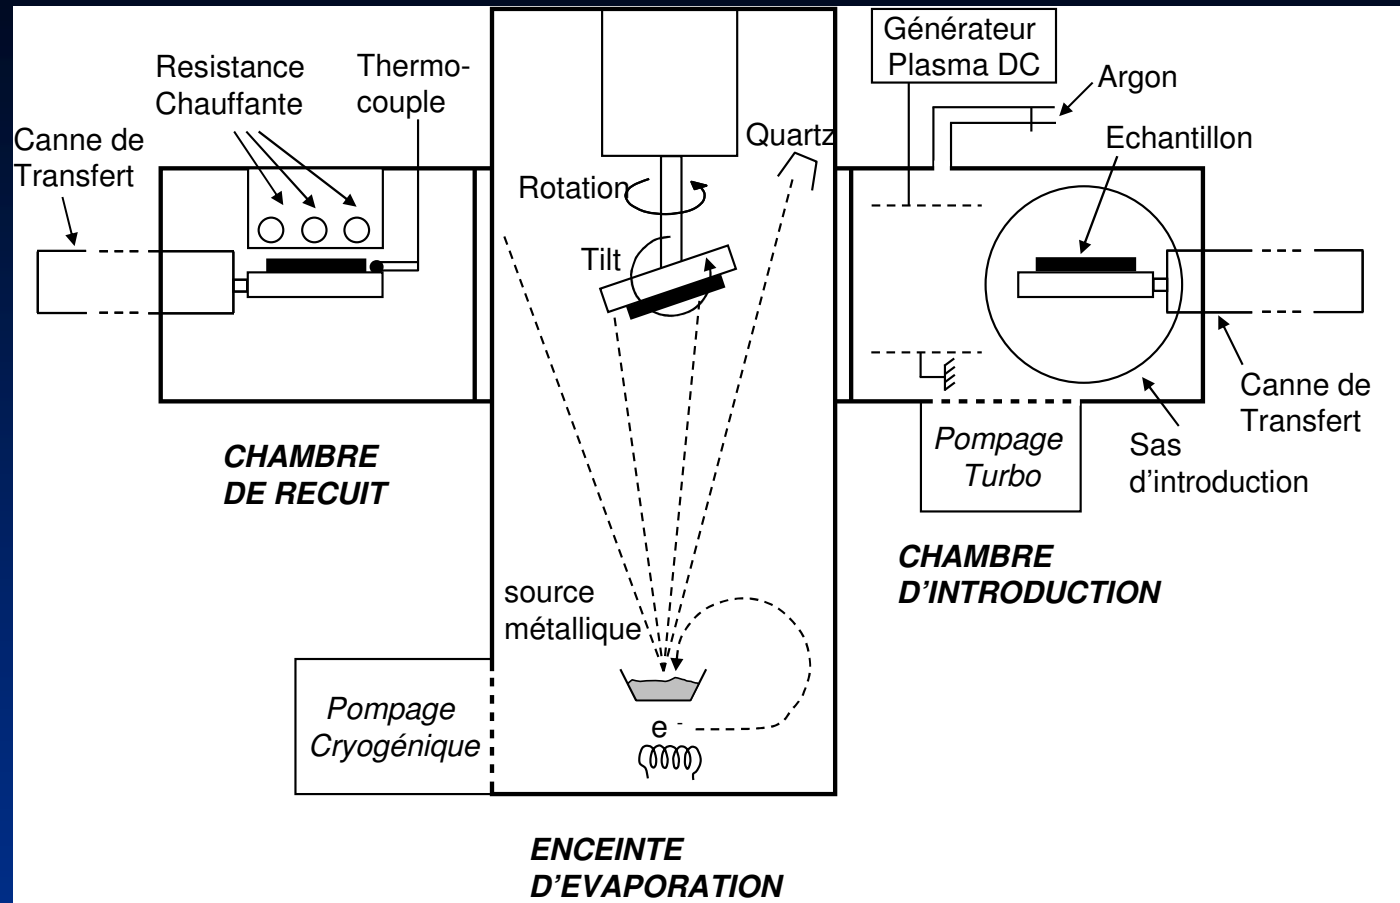 Resistance
Chauffante
Thermo-
couple
Canne de
Transfert
CHAMBRE
DE RECUIT
Quartz
Rotation
Tilt
source
métallique
e -
Pompage
Cryogénique
ENCEINTE
D'EVAPORATION
Générateur
Plasma DC
Argon
Echantillon
Canne de
Transfert
Sas
d'introduction
Pompage
Turbo
CHAMBRE
D'INTRODUCTION